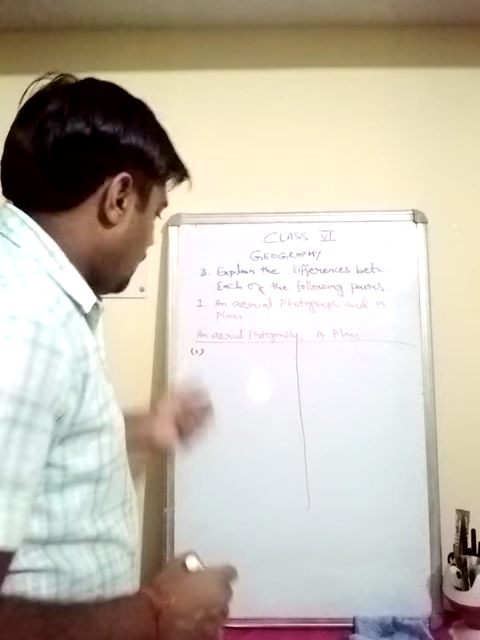 CLASS VI
GEOGRAPHY
B. Explain the differences betn
Each of the following pairs.
1. An aerial Photograph and a
Plan
An aerial Photograph A Plan
(1)